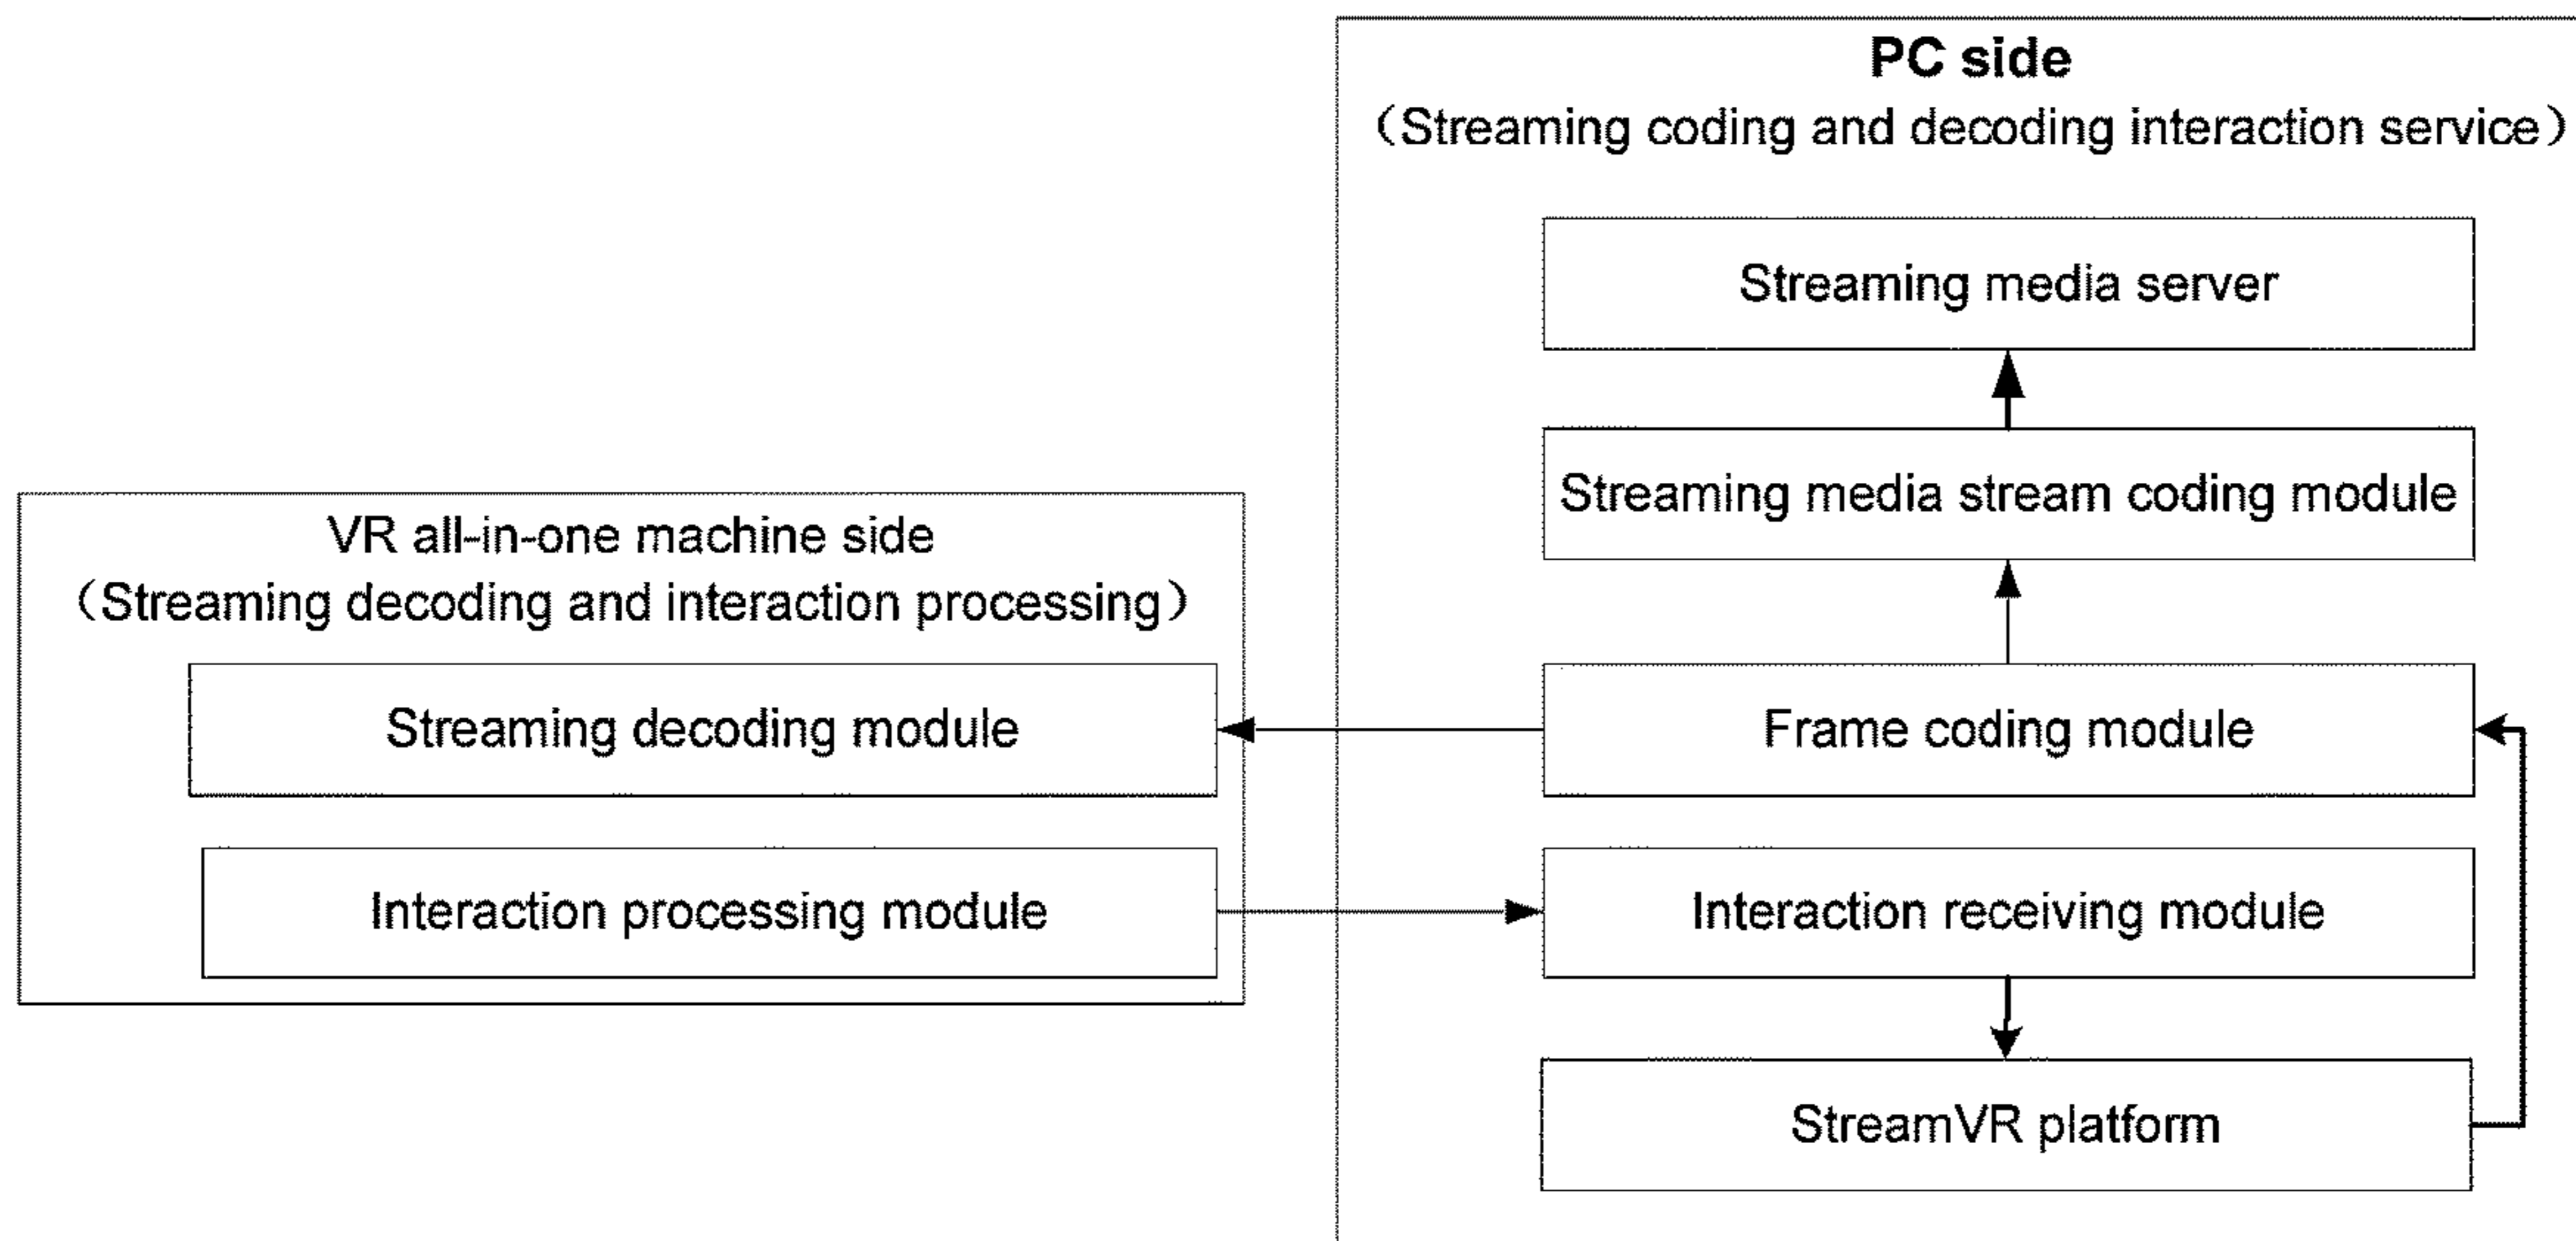 PC side
（Streaming coding and decoding interaction service）
Streaming media server
Streaming media stream coding module
VR all-in-one machine side
（Streaming decoding and interaction processing）
Streaming decoding module
Frame coding module
Interaction processing module
Interaction receiving module
StreamVR platform